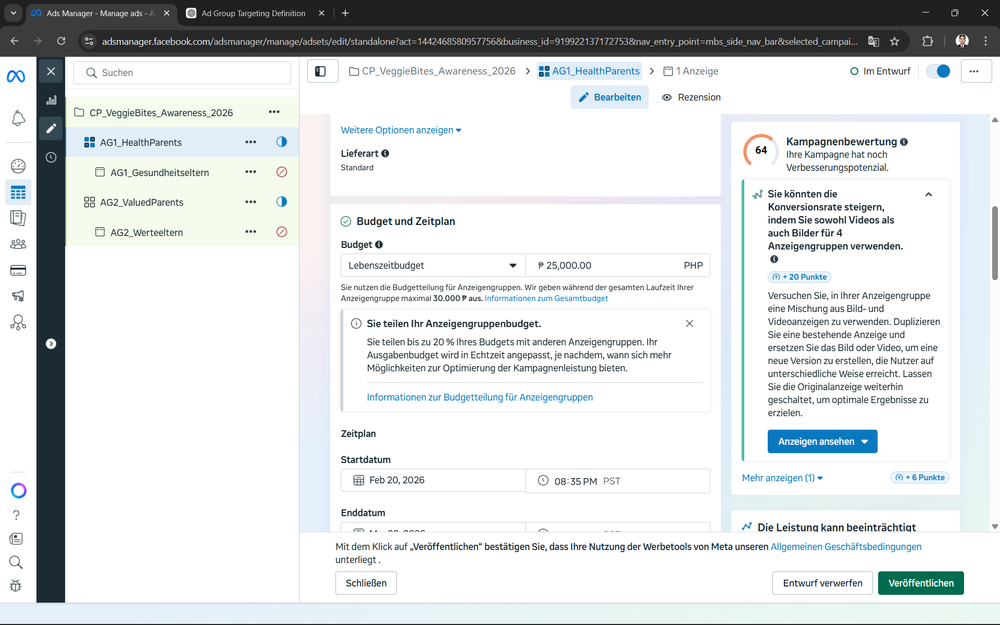 Ads Manager - Manage ads - A
Ad Group Targeting Definition
adsmanager.facebook.com/adsmanager/manage/adsets/edit/standalone?act=1442468580957756&business_id=919922137172753&nav_entry_point=mbs_side_nav_bar&selected_campai...
Suchen
CP_VeggieBites_Awareness_2026
AG1_HealthParents
AG1_Gesundheitseltern
AG2_ValuedParents
AG2_Werteeltern
CP_VeggieBites_Awareness_2026
AG1_HealthParents
1 Anzeige
Im Entwurf
Bearbeiten
Rezension
Weitere Optionen anzeigen
Lieferart
Standard
Budget und Zeitplan
Budget
Lebenszeitbudget
₱ 25,000.00
PHP
Sie nutzen die Budgetteilung für Anzeigengruppen. Wir geben während der gesamten Laufzeit Ihrer
Anzeigengruppe maximal 30.000 ₱ aus. Informationen zum Gesamtbudget
Sie teilen Ihr Anzeigengruppenbudget.
Sie teilen bis zu 20 % Ihres Budgets mit anderen Anzeigengruppen. Ihr
Ausgabenbudget wird in Echtzeit angepasst, je nachdem, wann sich mehr
Möglichkeiten zur Optimierung der Kampagnenleistung bieten.
Informationen zur Budgetteilung für Anzeigengruppen
Zeitplan
Startdatum
Feb 20, 2026
08:35 PM PST
Enddatum
64
Kampagnenbewertung
Ihre Kampagne hat noch
Verbesserungspotenzial.
Sie könnten die
Konversionsrate steigern,
indem Sie sowohl Videos als
auch Bilder für 4
Anzeigengruppen verwenden.
+ 20 Punkte
Versuchen Sie, in Ihrer Anzeigengruppe
eine Mischung aus Bild- und
Videoanzeigen zu verwenden. Duplizieren
Sie eine bestehende Anzeige und
ersetzen Sie das Bild oder Video, um eine
neue Version zu erstellen, die Nutzer auf
unterschiedliche Weise erreicht. Lassen
Sie die Originalanzeige weiterhin
geschaltet, um optimale Ergebnisse zu
erzielen.
Anzeigen ansehen
Mehr anzeigen (1)
+ 6 Punkte
Die Leistung kann beeinträchtigt
Mit dem Klick auf „Veröffentlichen“ bestätigen Sie, dass Ihre Nutzung der Werbetools von Meta unseren Allgemeinen Geschäftsbedingungen
unterliegt .
Schließen
Entwurf verwerfen
Veröffentlichen